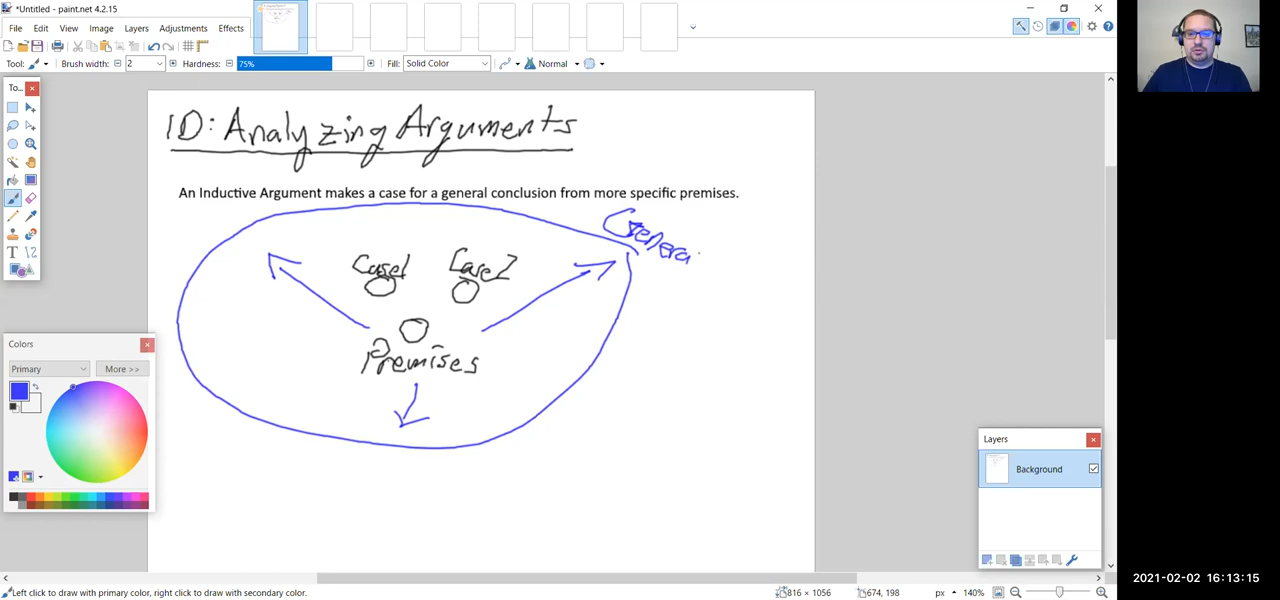 *Untitled - paint.net 4.2.15
File Edit View Image Layers Adjustments Effects
Tool: Brush width: 2 Hardness: 75% Fill: Solid Color Normal
To...
1D: Analyzing Arguments
An Inductive Argument makes a case for a general conclusion from more specific premises.
Genera
Case1 Case2
Premises
Colors
Primary More >>
Layers
Background
2021-02-02 16:13:15
Left click to draw with primary color, right click to draw with secondary color. 816 × 1056 674, 198 px 140%